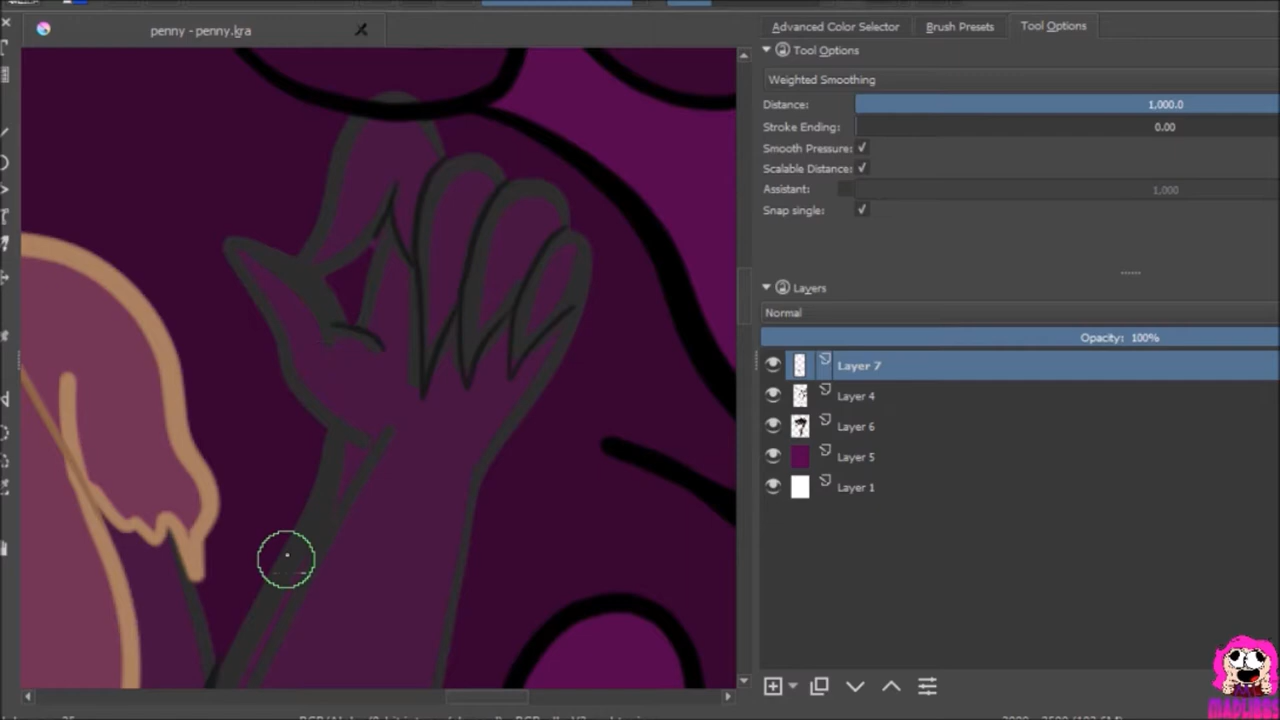 penny - penny.kra
Advanced Color Selector
Brush Presets
Tool Options
Tool Options
Weighted Smoothing
Distance: 1,000.0
Stroke Ending: 0.00
Smooth Pressure:
Scalable Distance:
Assistant: 1,000
Snap single:
Layers
Normal
Opacity: 100%
Layer 7
Layer 4
Layer 6
Layer 5
Layer 1
MADLIBBS